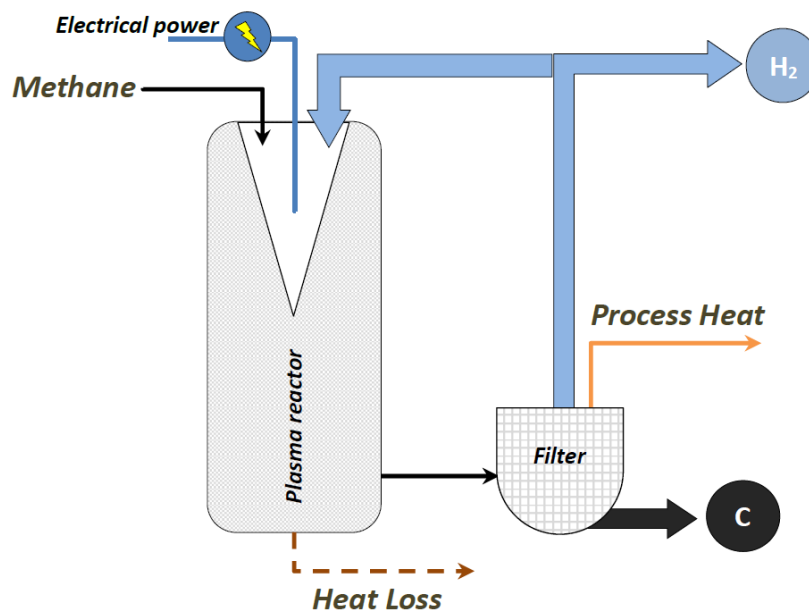 Electrical power
H₂
Methane
Process Heat
Plasma reactor
Filter
C
Heat Loss